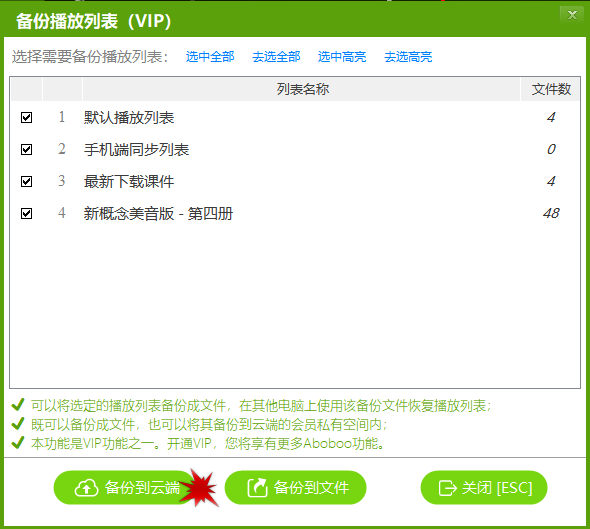 备份播放列表（VIP）
选择需要备份播放列表： 选中全部 去选全部 选中高亮 去选高亮
列表名称 文件数
1 默认播放列表 4
2 手机端同步列表 0
3 最新下载课件 4
4 新概念美音版 - 第四册 48
可以将选定的播放列表备份成文件，在其他电脑上使用该备份文件恢复播放列表；
既可以备份成文件，也可以将其备份到云端的会员私有空间内；
本功能是VIP功能之一。开通VIP，您将享有更多Aboboo功能。
备份到云端 备份到文件 关闭 [ESC]